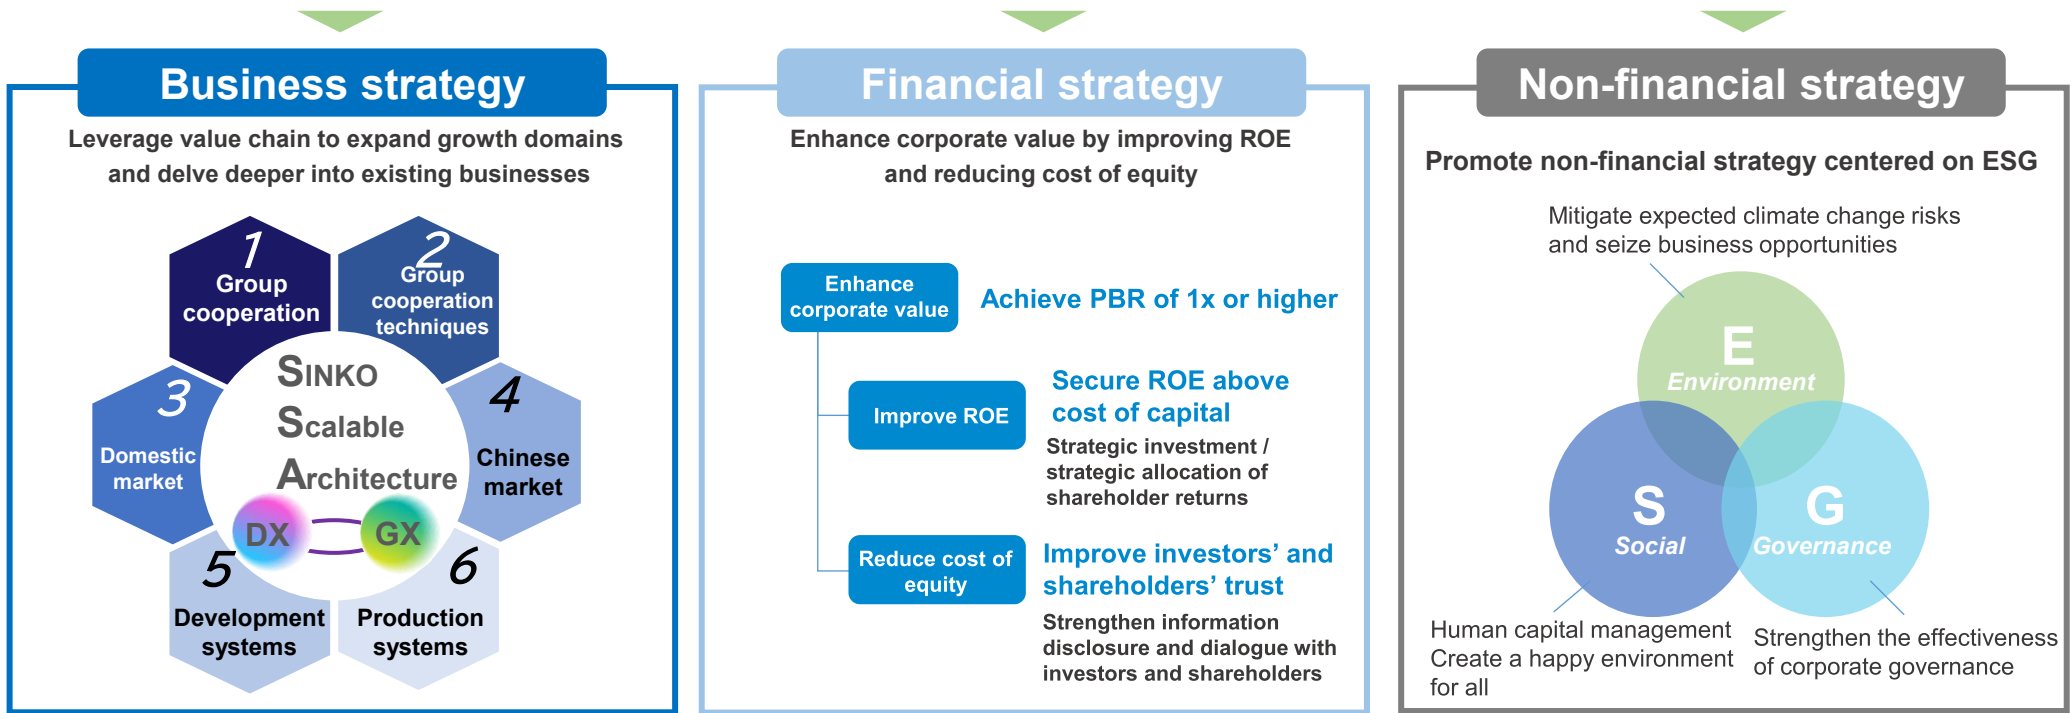 Business strategy
Leverage value chain to expand growth domains
and delve deeper into existing businesses
1
Group
cooperation
2
Group
cooperation
techniques
3
Domestic
market
4
Chinese
market
SINKO
Scalable
Architecture
DX
GX
5
Development
systems
6
Production
systems
Financial strategy
Enhance corporate value by improving ROE
and reducing cost of equity
Enhance
corporate value
Achieve PBR of 1x or higher
Improve ROE
Secure ROE above
cost of capital
Strategic investment /
strategic allocation of
shareholder returns
Reduce cost of
equity
Improve investors’ and
shareholders’ trust
Strengthen information
disclosure and dialogue with
investors and shareholders
Non-financial strategy
Promote non-financial strategy centered on ESG
Mitigate expected climate change risks
and seize business opportunities
E
Environment
S
Social
G
Governance
Human capital management
Create a happy environment
for all
Strengthen the effectiveness
of corporate governance